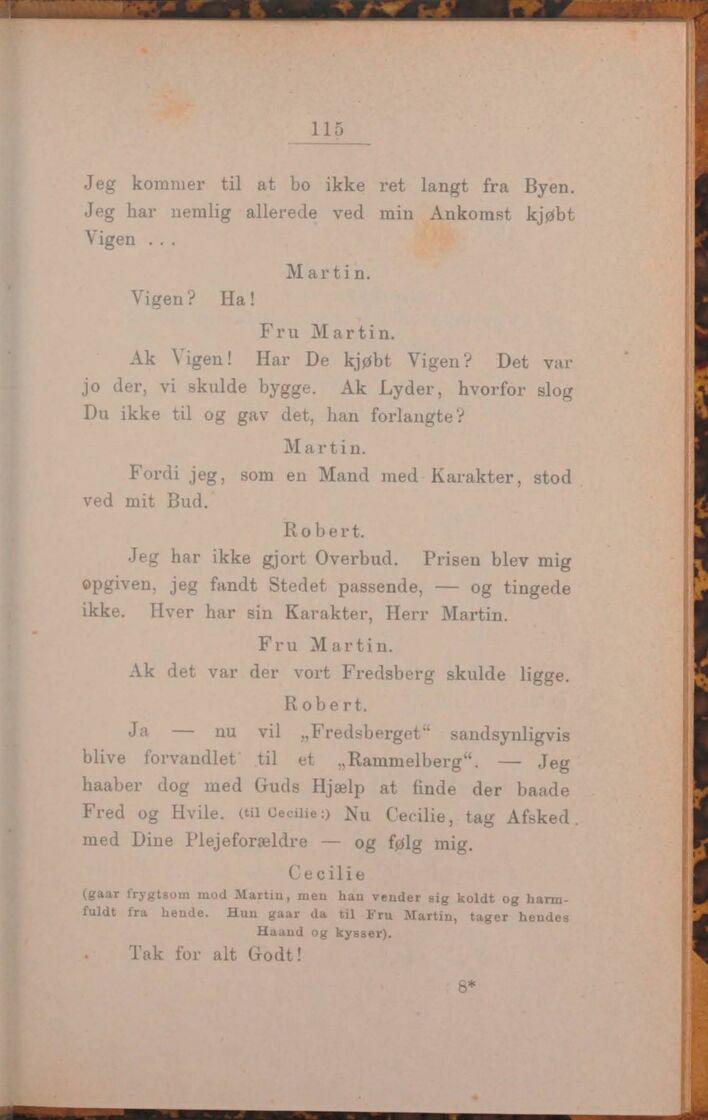 115
Jeg kommer til at bo ikke ret langt fra Byen.
Jeg har nemlig allerede ved min Ankomst kjøbt
Vigen ...
Martin.
Vigen? Ha!
Fru Martin.
Ak Vigen! Har De kjøbt Vigen? Det var
jo der, vi skulde bygge. Ak Lyder, hvorfor slog
Du ikke til og gav det, han forlangte?
Martin.
Fordi jeg, som en Mand med Karakter, stod
ved mit Bud.
Robert.
Jeg har ikke gjort Overbud. Prisen blev mig
opgiven, jeg fandt Stedet passende, — og tingede
ikke. Hver har sin Karakter, Herr Martin.
Fru Martin.
Ak det var der vort Fredsberg skulde ligge.
Robert.
Ja — nu vil „Fredsberget“ sandsynligvis
blive forvandlet til et „Rammelberg“. — Jeg
haaber dog med Guds Hjælp at finde der baade
Fred og Hvile. (til Cecilie:) Nu Cecilie, tag Afsked
med Dine Plejeforældre — og følg mig.
Cecilie
(gaar frygtsom mod Martin, men han vender sig koldt og harm-
fuldt fra hende. Hun gaar da til Fru Martin, tager hendes
Haand og kysser).
Tak for alt Godt!
8*